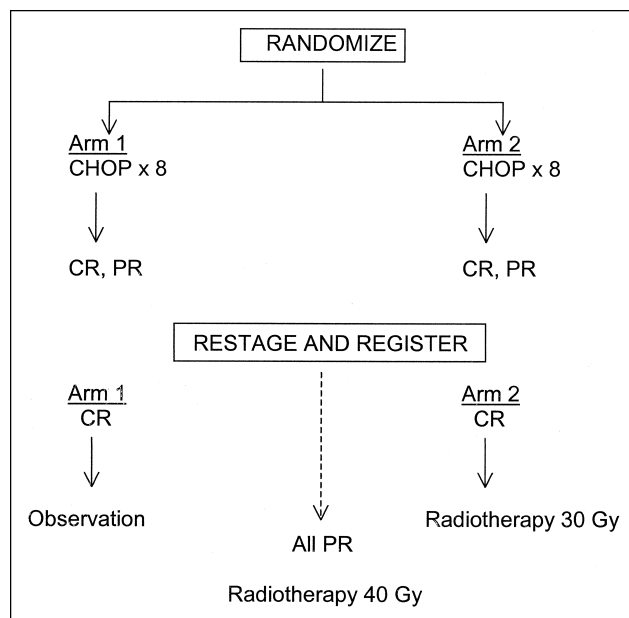 RANDOMIZE
Arm 1
CHOP x 8
Arm 2
CHOP x 8
CR, PR
CR, PR
RESTAGE AND REGISTER
Arm 1
CR
Arm 2
CR
Observation
Radiotherapy 30 Gy
All PR
Radiotherapy 40 Gy